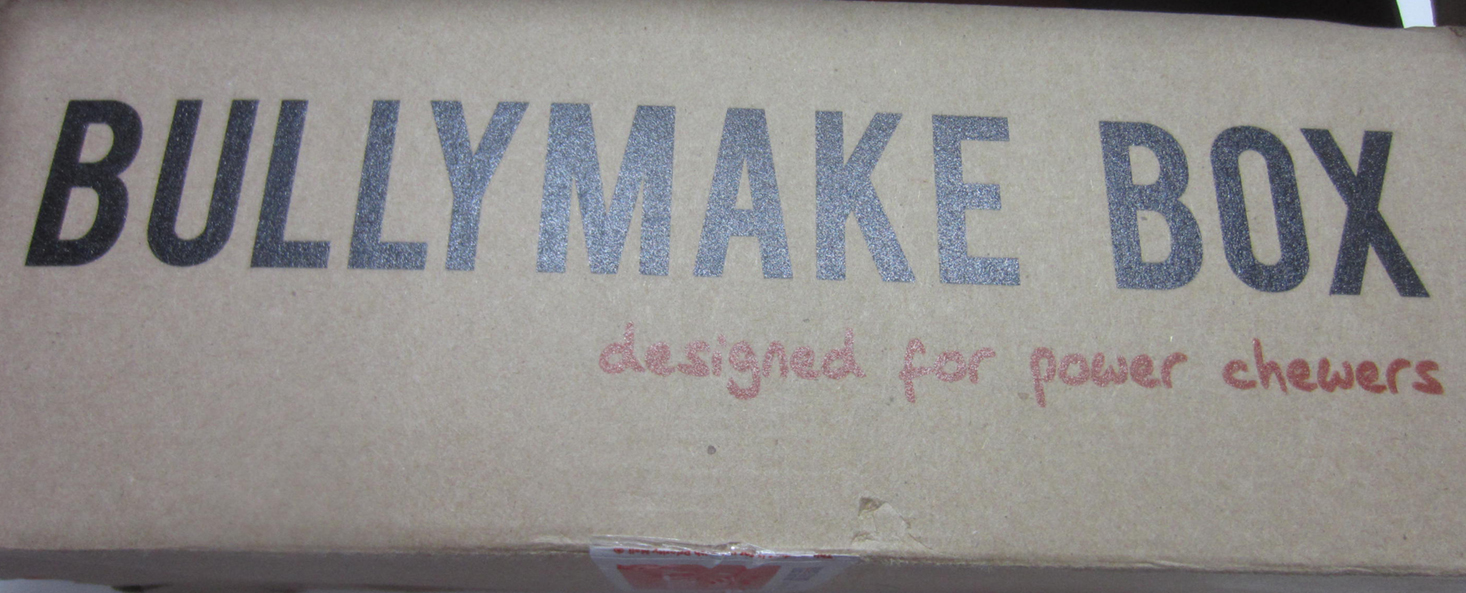 BULLYMAKE BOX
designed for power chewers